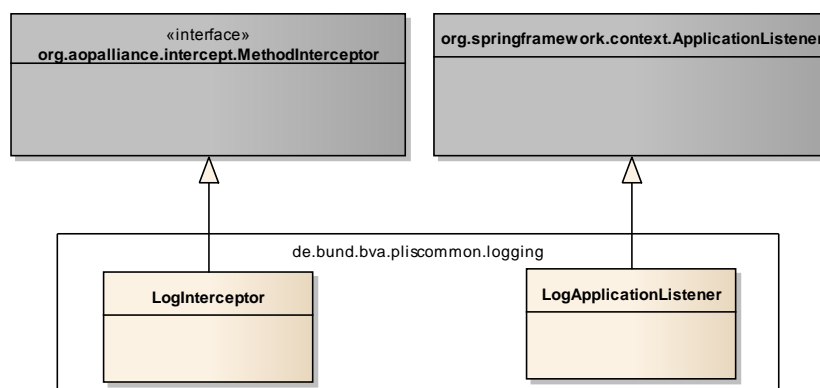 «interface»
org.aopalliance.intercept.MethodInterceptor
org.springframework.context.ApplicationListener
de.bund.bva.pliscommon.logging
LogInterceptor
LogApplicationListener